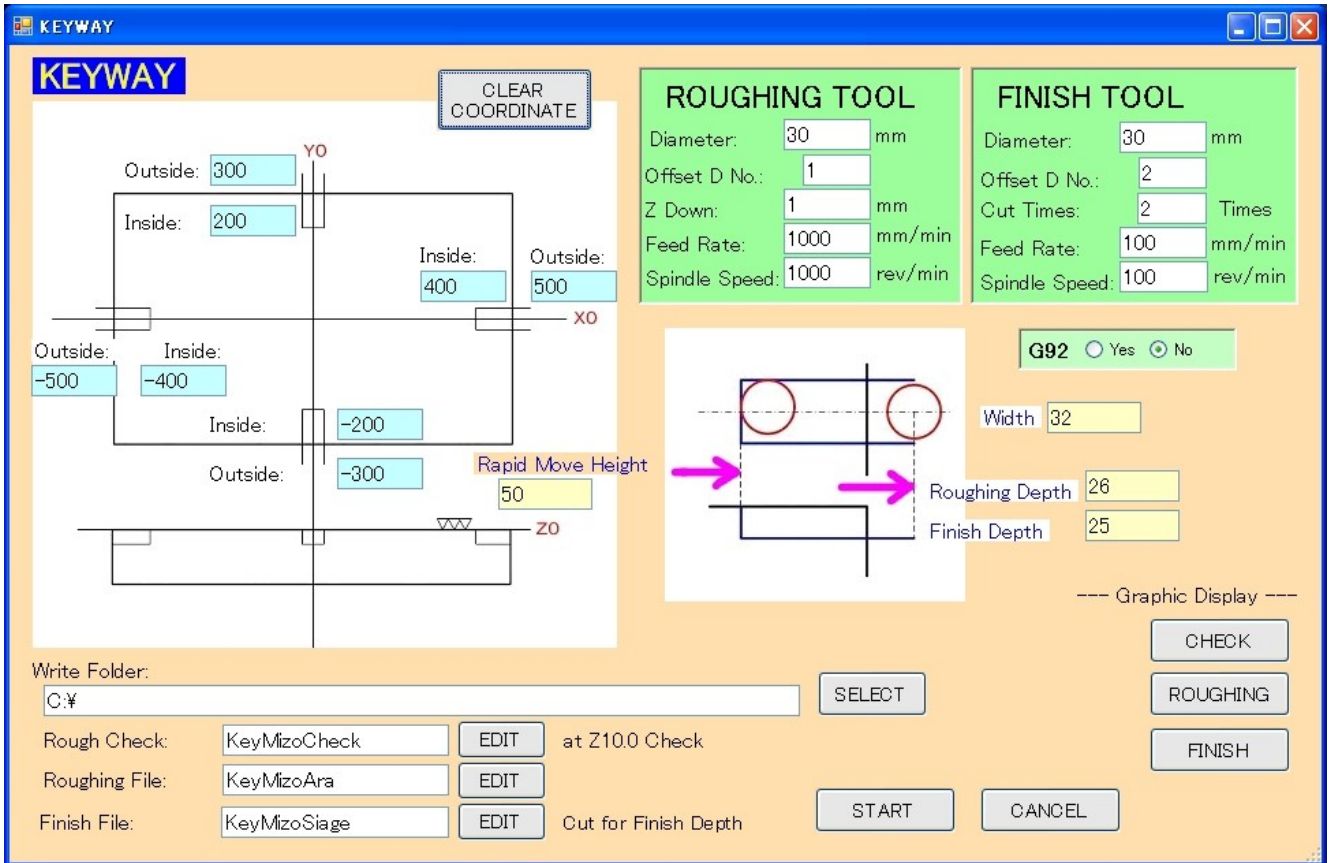 KEYWAY
KEYWAY
CLEAR
COORDINATE
Y0
Outside: 300
Inside: 200
Inside:
400
Outside:
500
X0
Outside:
-500
Inside:
-400
Inside: -200
Outside: -300
Rapid Move Height
50
Z0
ROUGHING TOOL
Diameter: 30 mm
Offset D No.: 1
Z Down: 1 mm
Feed Rate: 1000 mm/min
Spindle Speed: 1000 rev/min
FINISH TOOL
Diameter: 30 mm
Offset D No.: 2
Cut Times: 2 Times
Feed Rate: 100 mm/min
Spindle Speed: 100 rev/min
G92 Yes No
Width 32
Roughing Depth 26
Finish Depth 25
--- Graphic Display ---
CHECK
ROUGHING
FINISH
Write Folder:
C:¥ SELECT
Rough Check: KeyMizoCheck EDIT at Z10.0 Check
Roughing File: KeyMizoAra EDIT
Finish File: KeyMizoSiage EDIT Cut for Finish Depth
START CANCEL